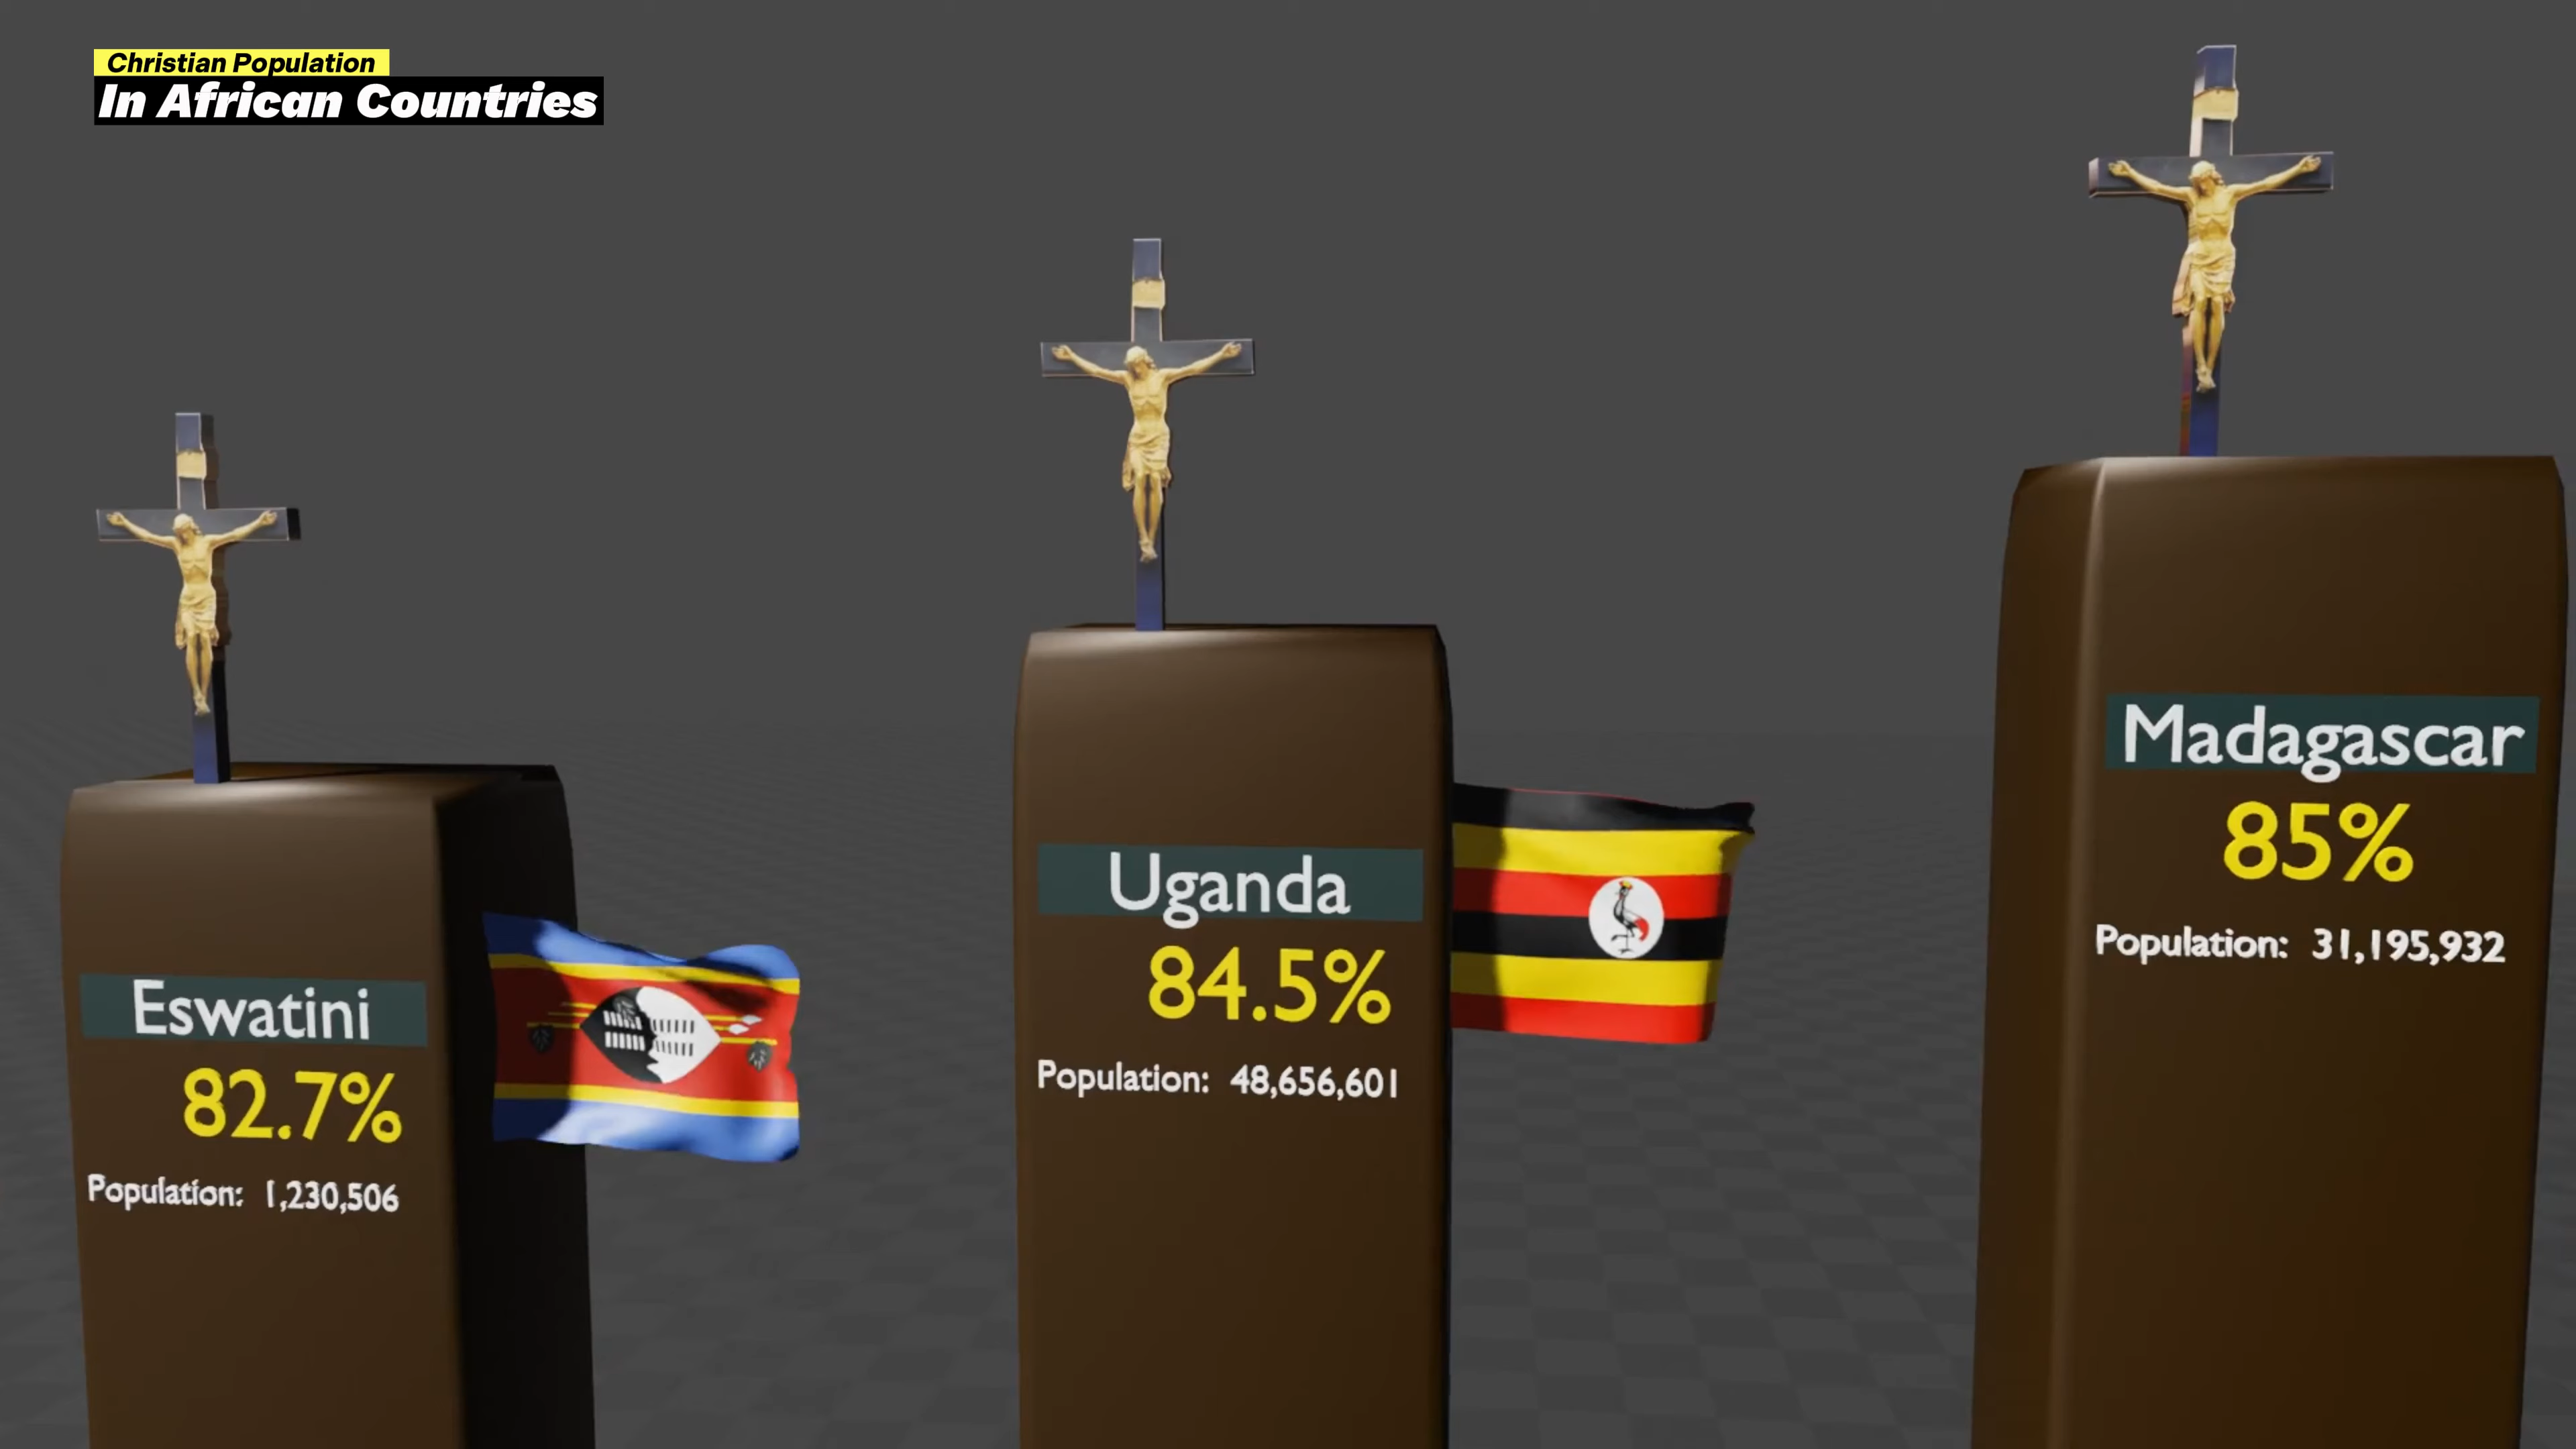 Christian Population
In African Countries
Eswatini
82.7%
Population: 1,230,506
Uganda
84.5%
Population: 48,656,601
Madagascar
85%
Population: 31,195,932